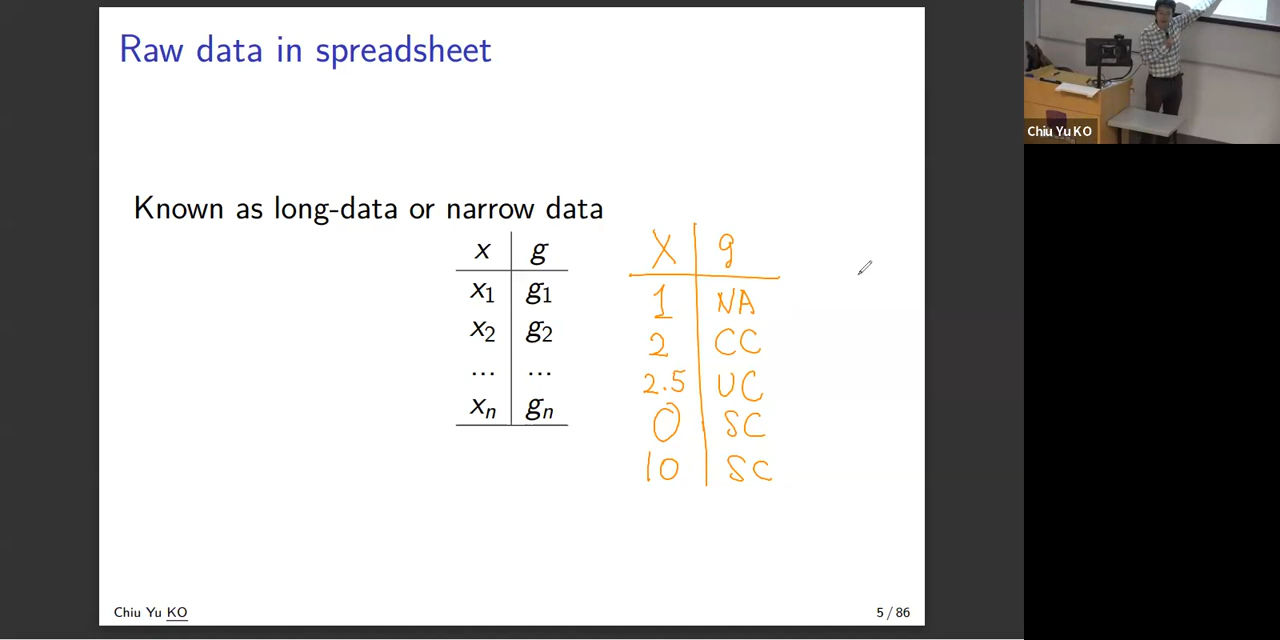 Raw data in spreadsheet
Known as long-data or narrow data
x g
x1 g1
x2 g2
... ...
xn gn
X g
1 NA
2 CC
2.5 UC
0 SC
10 SC
Chiu Yu KO
5 / 86
Chiu Yu KO